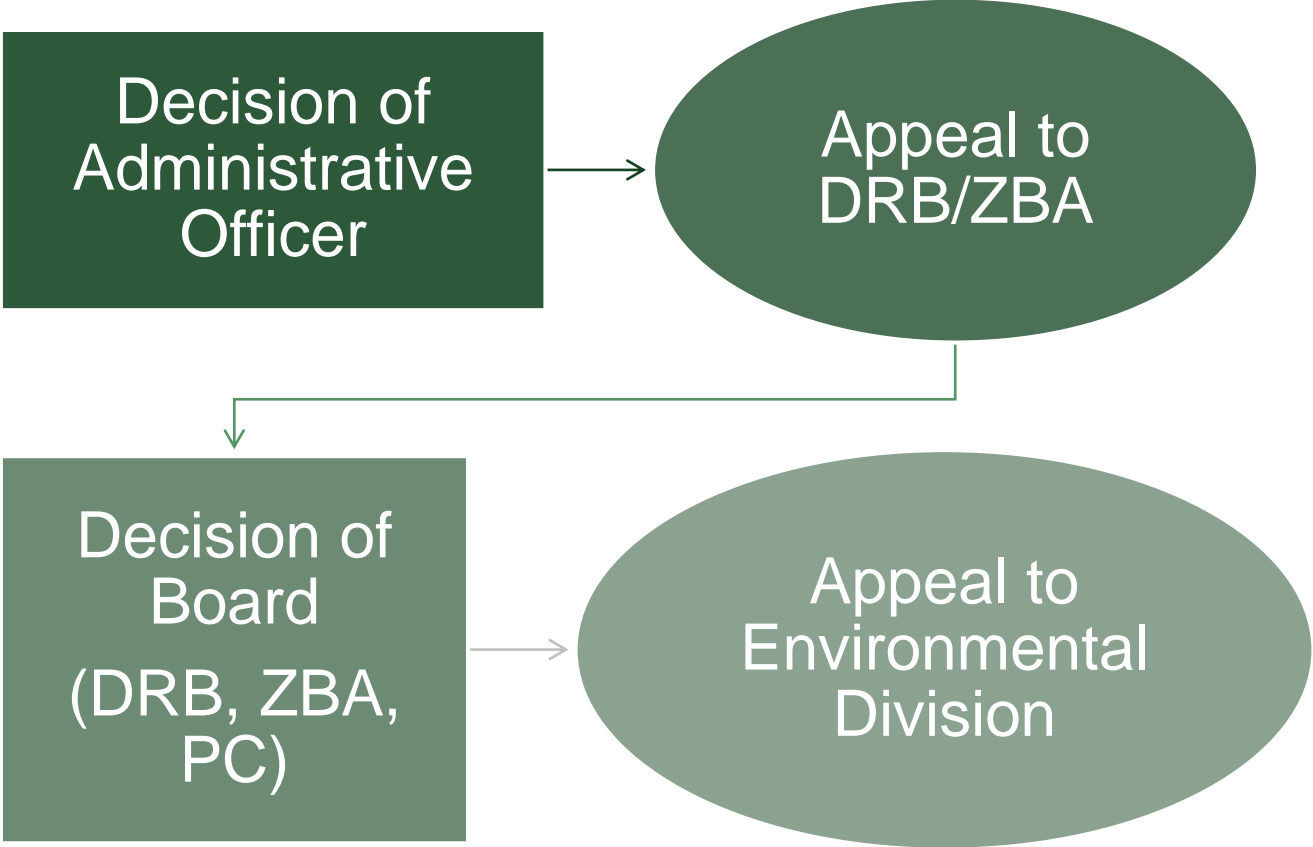 Decision of
Administrative
Officer
Appeal to
DRB/ZBA
Decision of
Board
(DRB, ZBA,
PC)
Appeal to
Environmental
Division